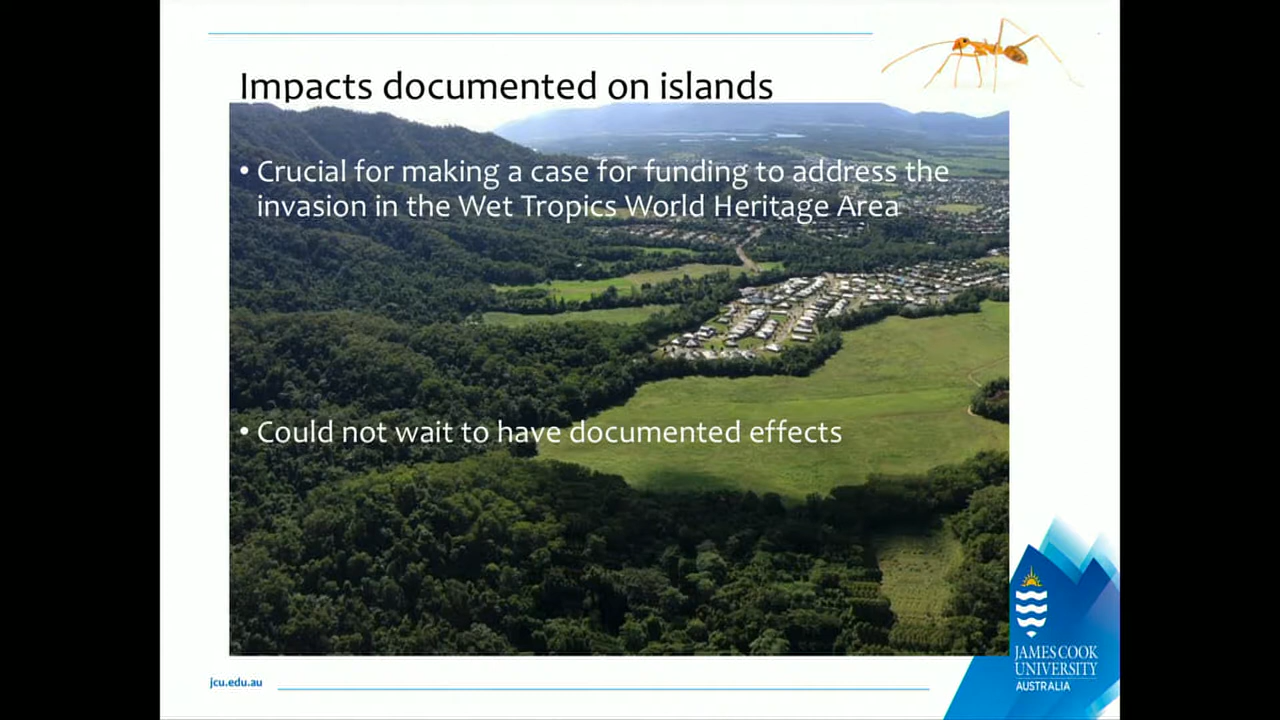 Impacts documented on islands
• Crucial for making a case for funding to address the
invasion in the Wet Tropics World Heritage Area
• Could not wait to have documented effects
jcu.edu.au
JAMES COOK
UNIVERSITY
AUSTRALIA